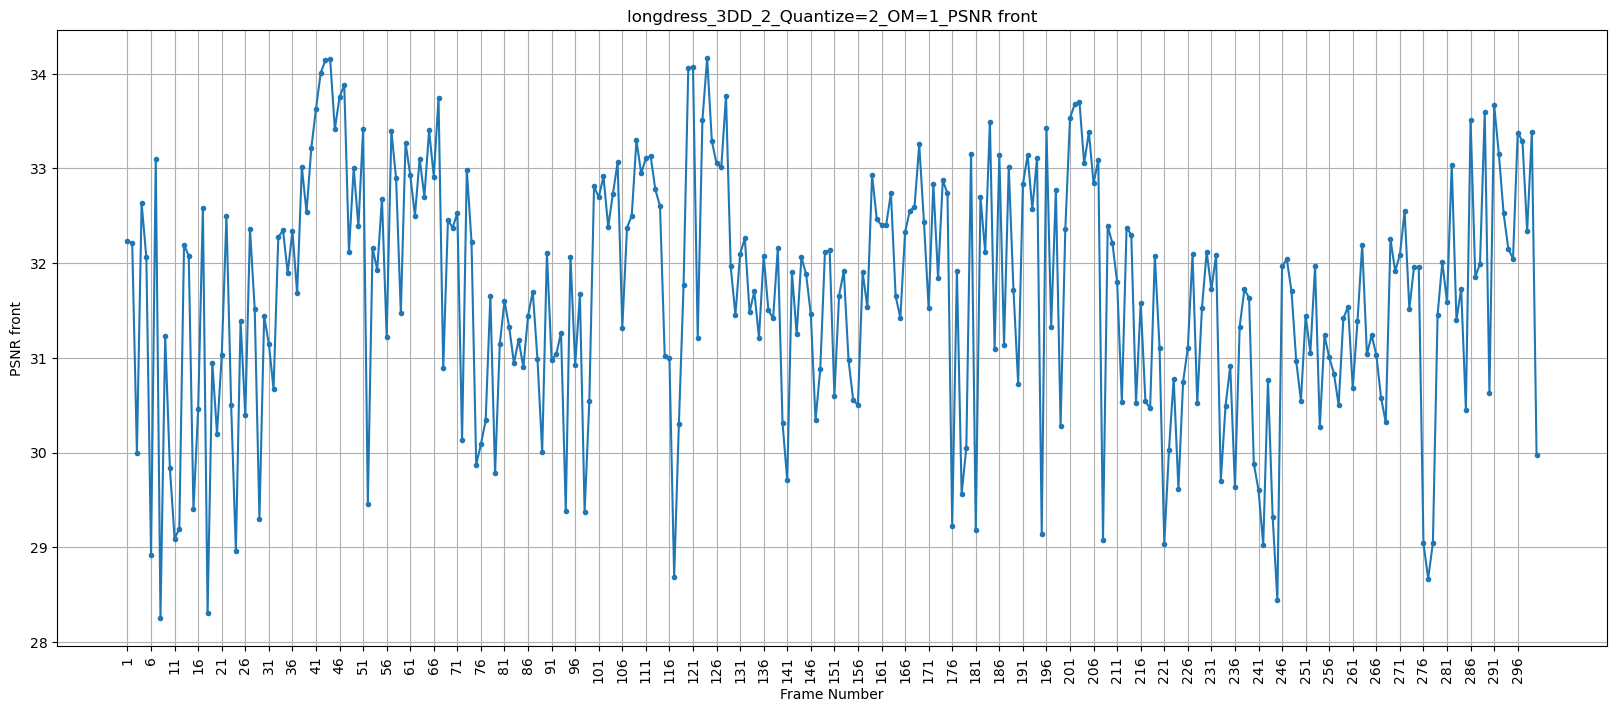 longdress_3DD_2_Quantize=2_OM=1_PSNR front
PSNR front
34
33
32
31
30
29
28
1 6 11 16 21 26 31 36 41 46 51 56 61 66 71 76 81 86 91 96 101 106 111 116 121 126 131 136 141 146 151 156 161 166 171 176 181 186 191 196 201 206 211 216 221 226 231 236 241 246 251 256 261 266 271 276 281 286 291 296
Frame Number